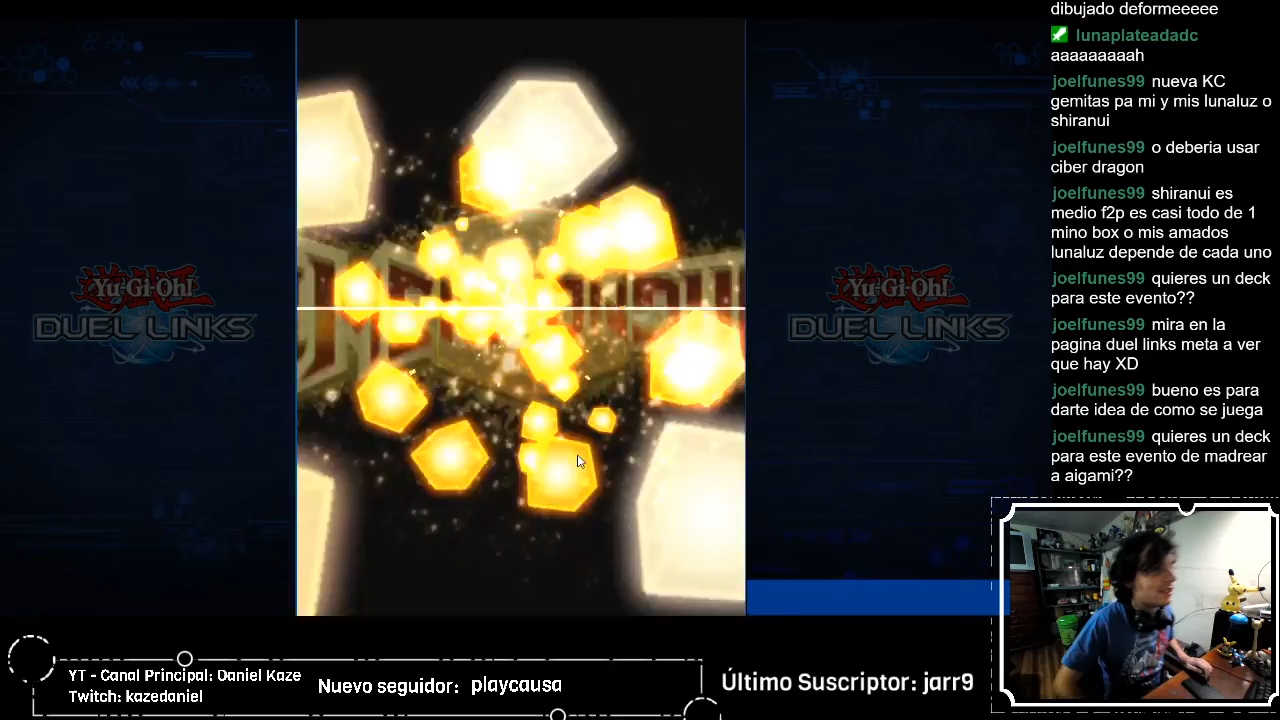 dibujado deformeeeee
lunaplateadadc
aaaaaaaaah
joelfunes99 nueva KC
gemitas pa mi y mis lunaluz o
shiranui
joelfunes99 o deberia usar
ciber dragon
joelfunes99 shiranui es
medio f2p es casi todo de 1
mino box o mis amados
lunaluz depende de cada uno
joelfunes99 quieres un deck
para este evento??
joelfunes99 mira en la
pagina duel links meta a ver
que hay XD
joelfunes99 bueno es para
darte idea de como se juega
joelfunes99 quieres un deck
para este evento de madrear
a aigami??
Yu-Gi-Oh!
DUEL LINKS
Yu-Gi-Oh!
DUEL LINKS
YT - Canal Principal: Daniel Kaze
Twitch: kazedaniel
Nuevo seguidor: playcausa
Último Suscriptor: jarr9